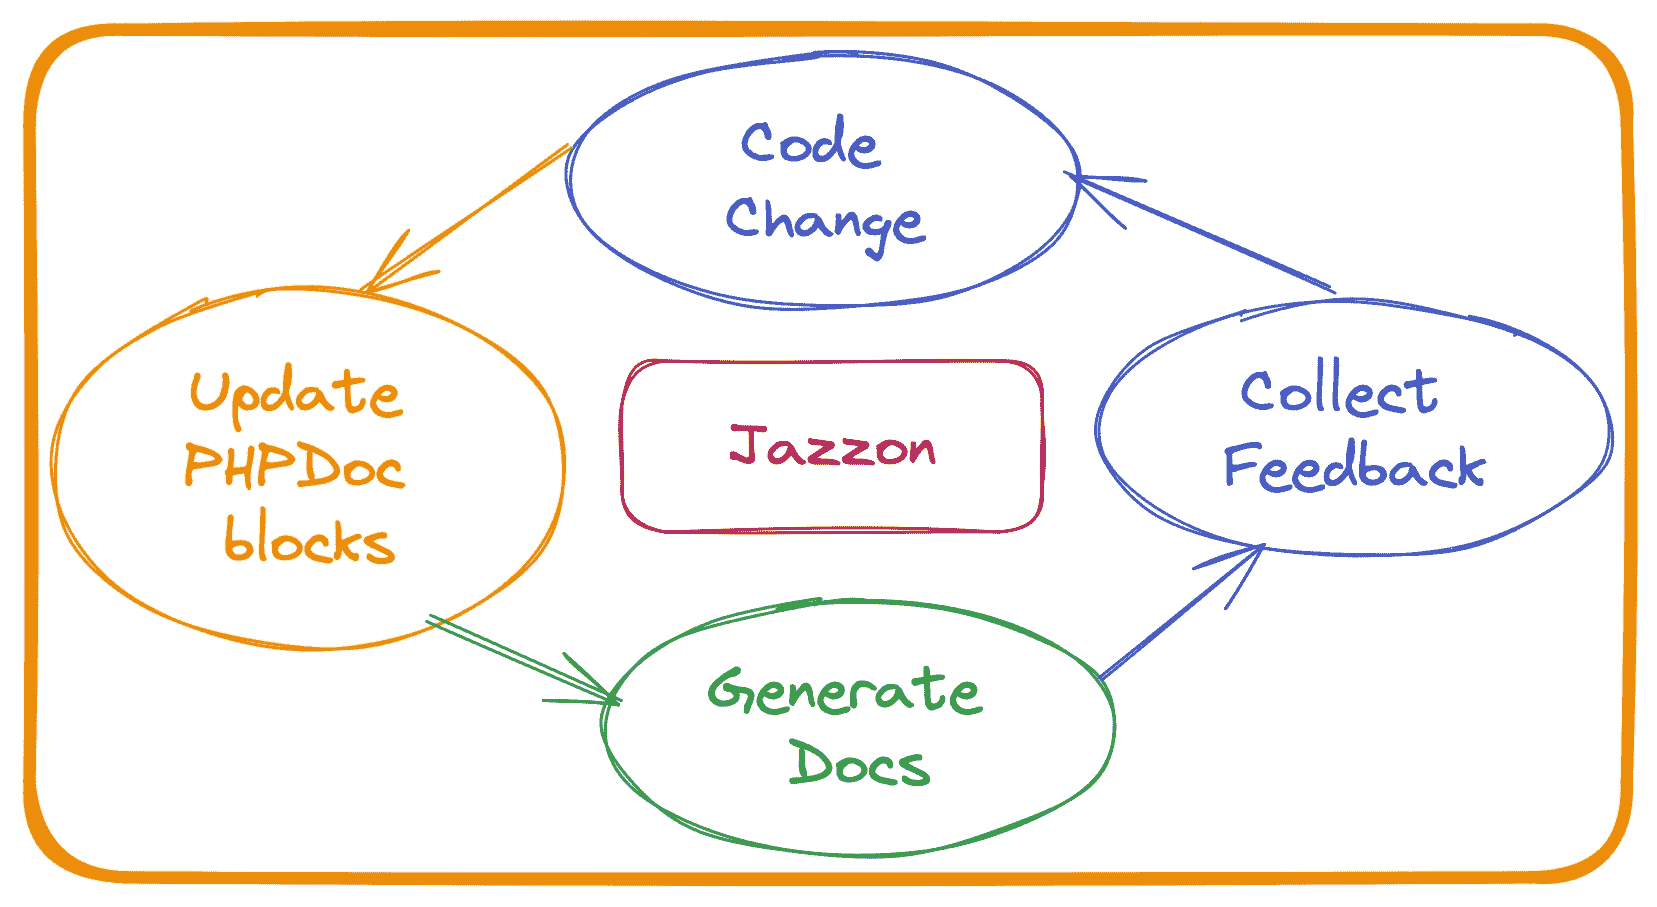 Code
Change
Update
PHPDoc
blocks
Jazzon
Collect
Feedback
Generate
Docs